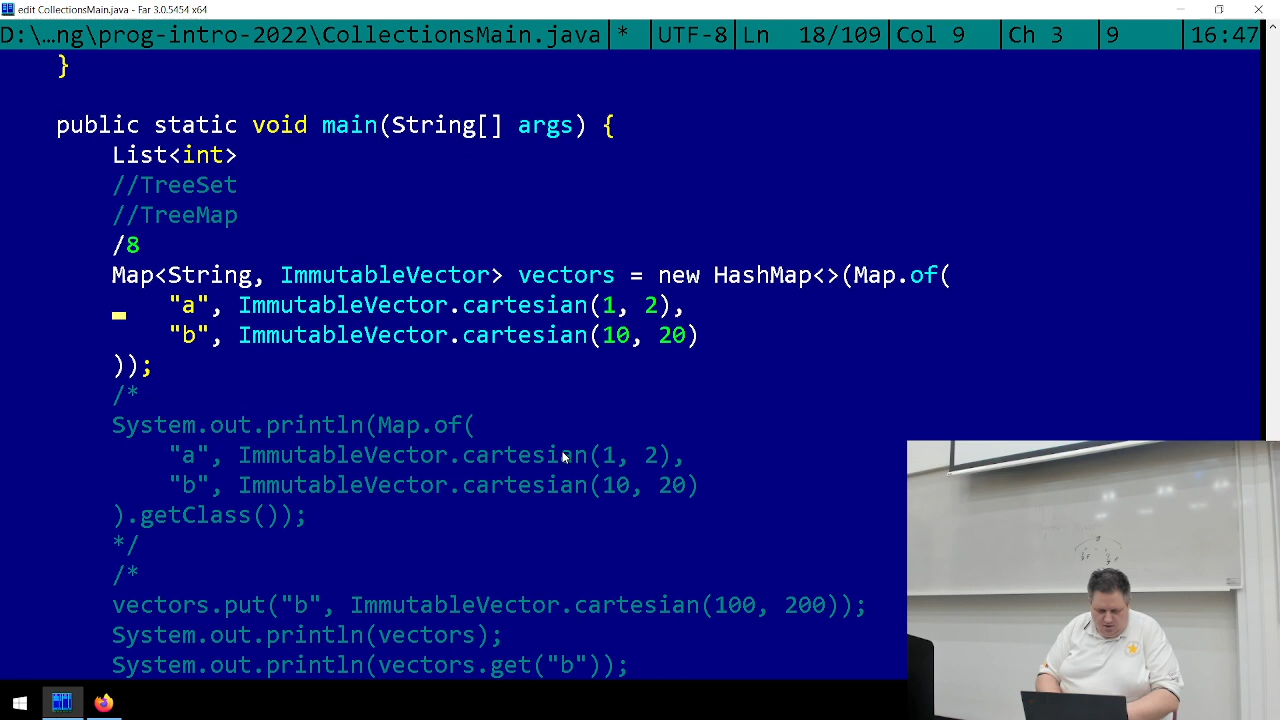 edit CollectionsMain.java - Far 3.0.5454 x64
D:\…ng\prog-intro-2022\CollectionsMain.java * UTF-8 Ln 18/109 Col 9 Ch 3 9 16:47
}
public static void main(String[] args) {
List<int>
//TreeSet
//TreeMap
/8
Map<String, ImmutableVector> vectors = new HashMap<>(Map.of(
"a", ImmutableVector.cartesian(1, 2),
"b", ImmutableVector.cartesian(10, 20)
));
/*
System.out.println(Map.of(
"a", ImmutableVector.cartesian(1, 2),
"b", ImmutableVector.cartesian(10, 20)
).getClass());
*/
/*
vectors.put("b", ImmutableVector.cartesian(100, 200));
System.out.println(vectors);
System.out.println(vectors.get("b"));